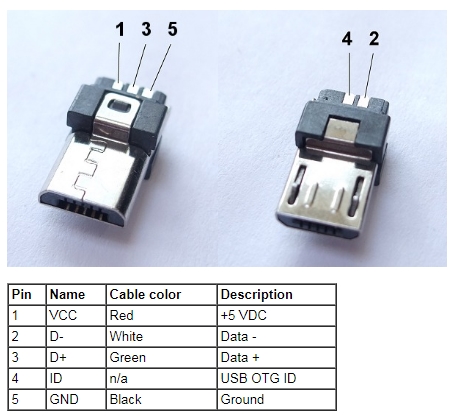 1 3 5
4 2
Pin Name Cable color Description
1 VCC Red +5 VDC
2 D- White Data -
3 D+ Green Data +
4 ID n/a USB OTG ID
5 GND Black Ground